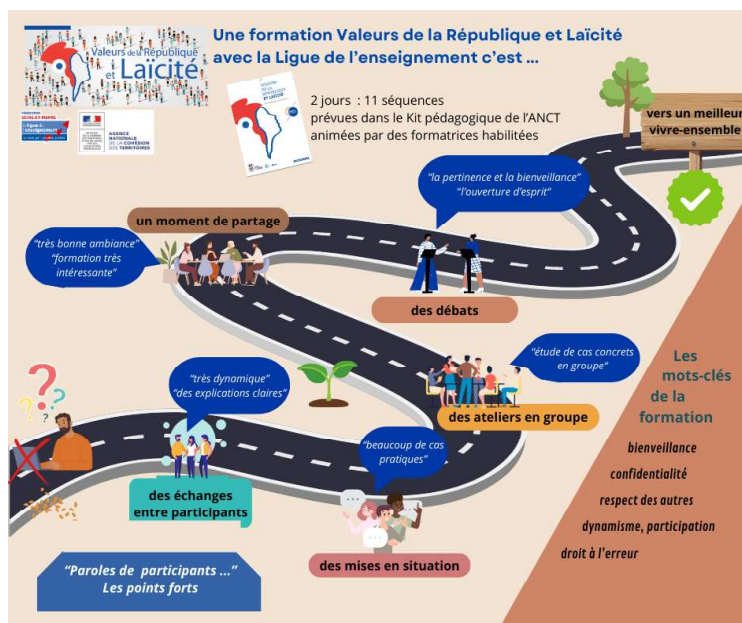 Une formation Valeurs de la République et Laïcité
avec la Ligue de l'enseignement c'est ...
Valeurs de la République
et Laïcité
2 jours : 11 séquences
prévues dans le Kit pédagogique de l'ANCT
animées par des formatrices habilitées
AGENCE
NATIONALE
DE LA COHÉSION
DES TERRITOIRES
vers un meilleur
vivre-ensemble
"la pertinence et la bienveillance"
"l'ouverture d'esprit"
un moment de partage
"très bonne ambiance"
"formation très
intéressante"
des débats
"étude de cas concrets
en groupe"
des ateliers en groupe
"très dynamique"
"des explications claires"
"beaucoup de cas
pratiques"
des échanges
entre participants
des mises en situation
"Paroles de participants ..."
Les points forts
Les
mots-clés
de la
formation
bienveillance
confidentialité
respect des autres
dynamisme, participation
droit à l'erreur